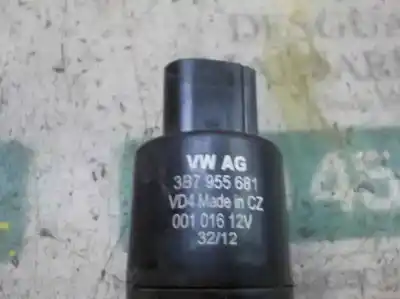 VW AG
3B7 955 681
VD4 Made in CZ
001 016 12V
32/12